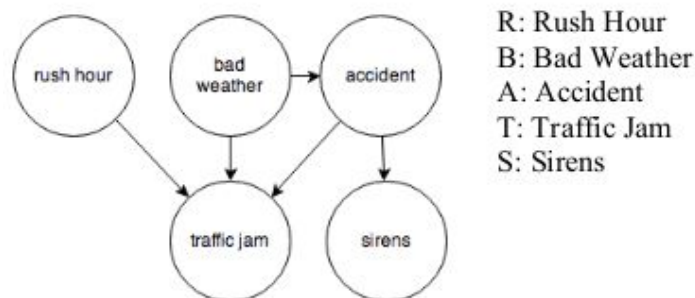 rush hour
bad
weather
accident
traffic jam
sirens
R: Rush Hour
B: Bad Weather
A: Accident
T: Traffic Jam
S: Sirens